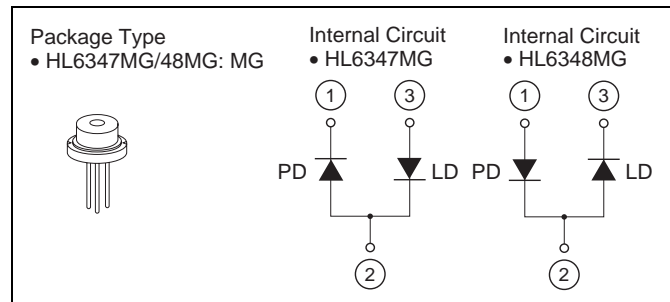 Package Type
• HL6347MG/48MG: MG
Internal Circuit
• HL6347MG
1
3
PD
LD
2
Internal Circuit
• HL6348MG
1
3
PD
LD
2